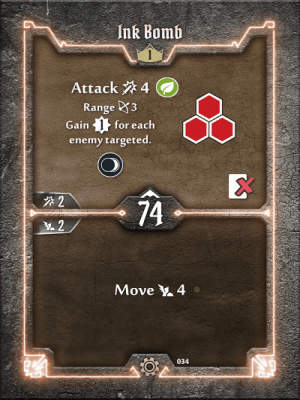 Ink Bomb
1
Attack 4
Range 3
Gain 1 for each
enemy targeted.
2
74
2
Move 4
034